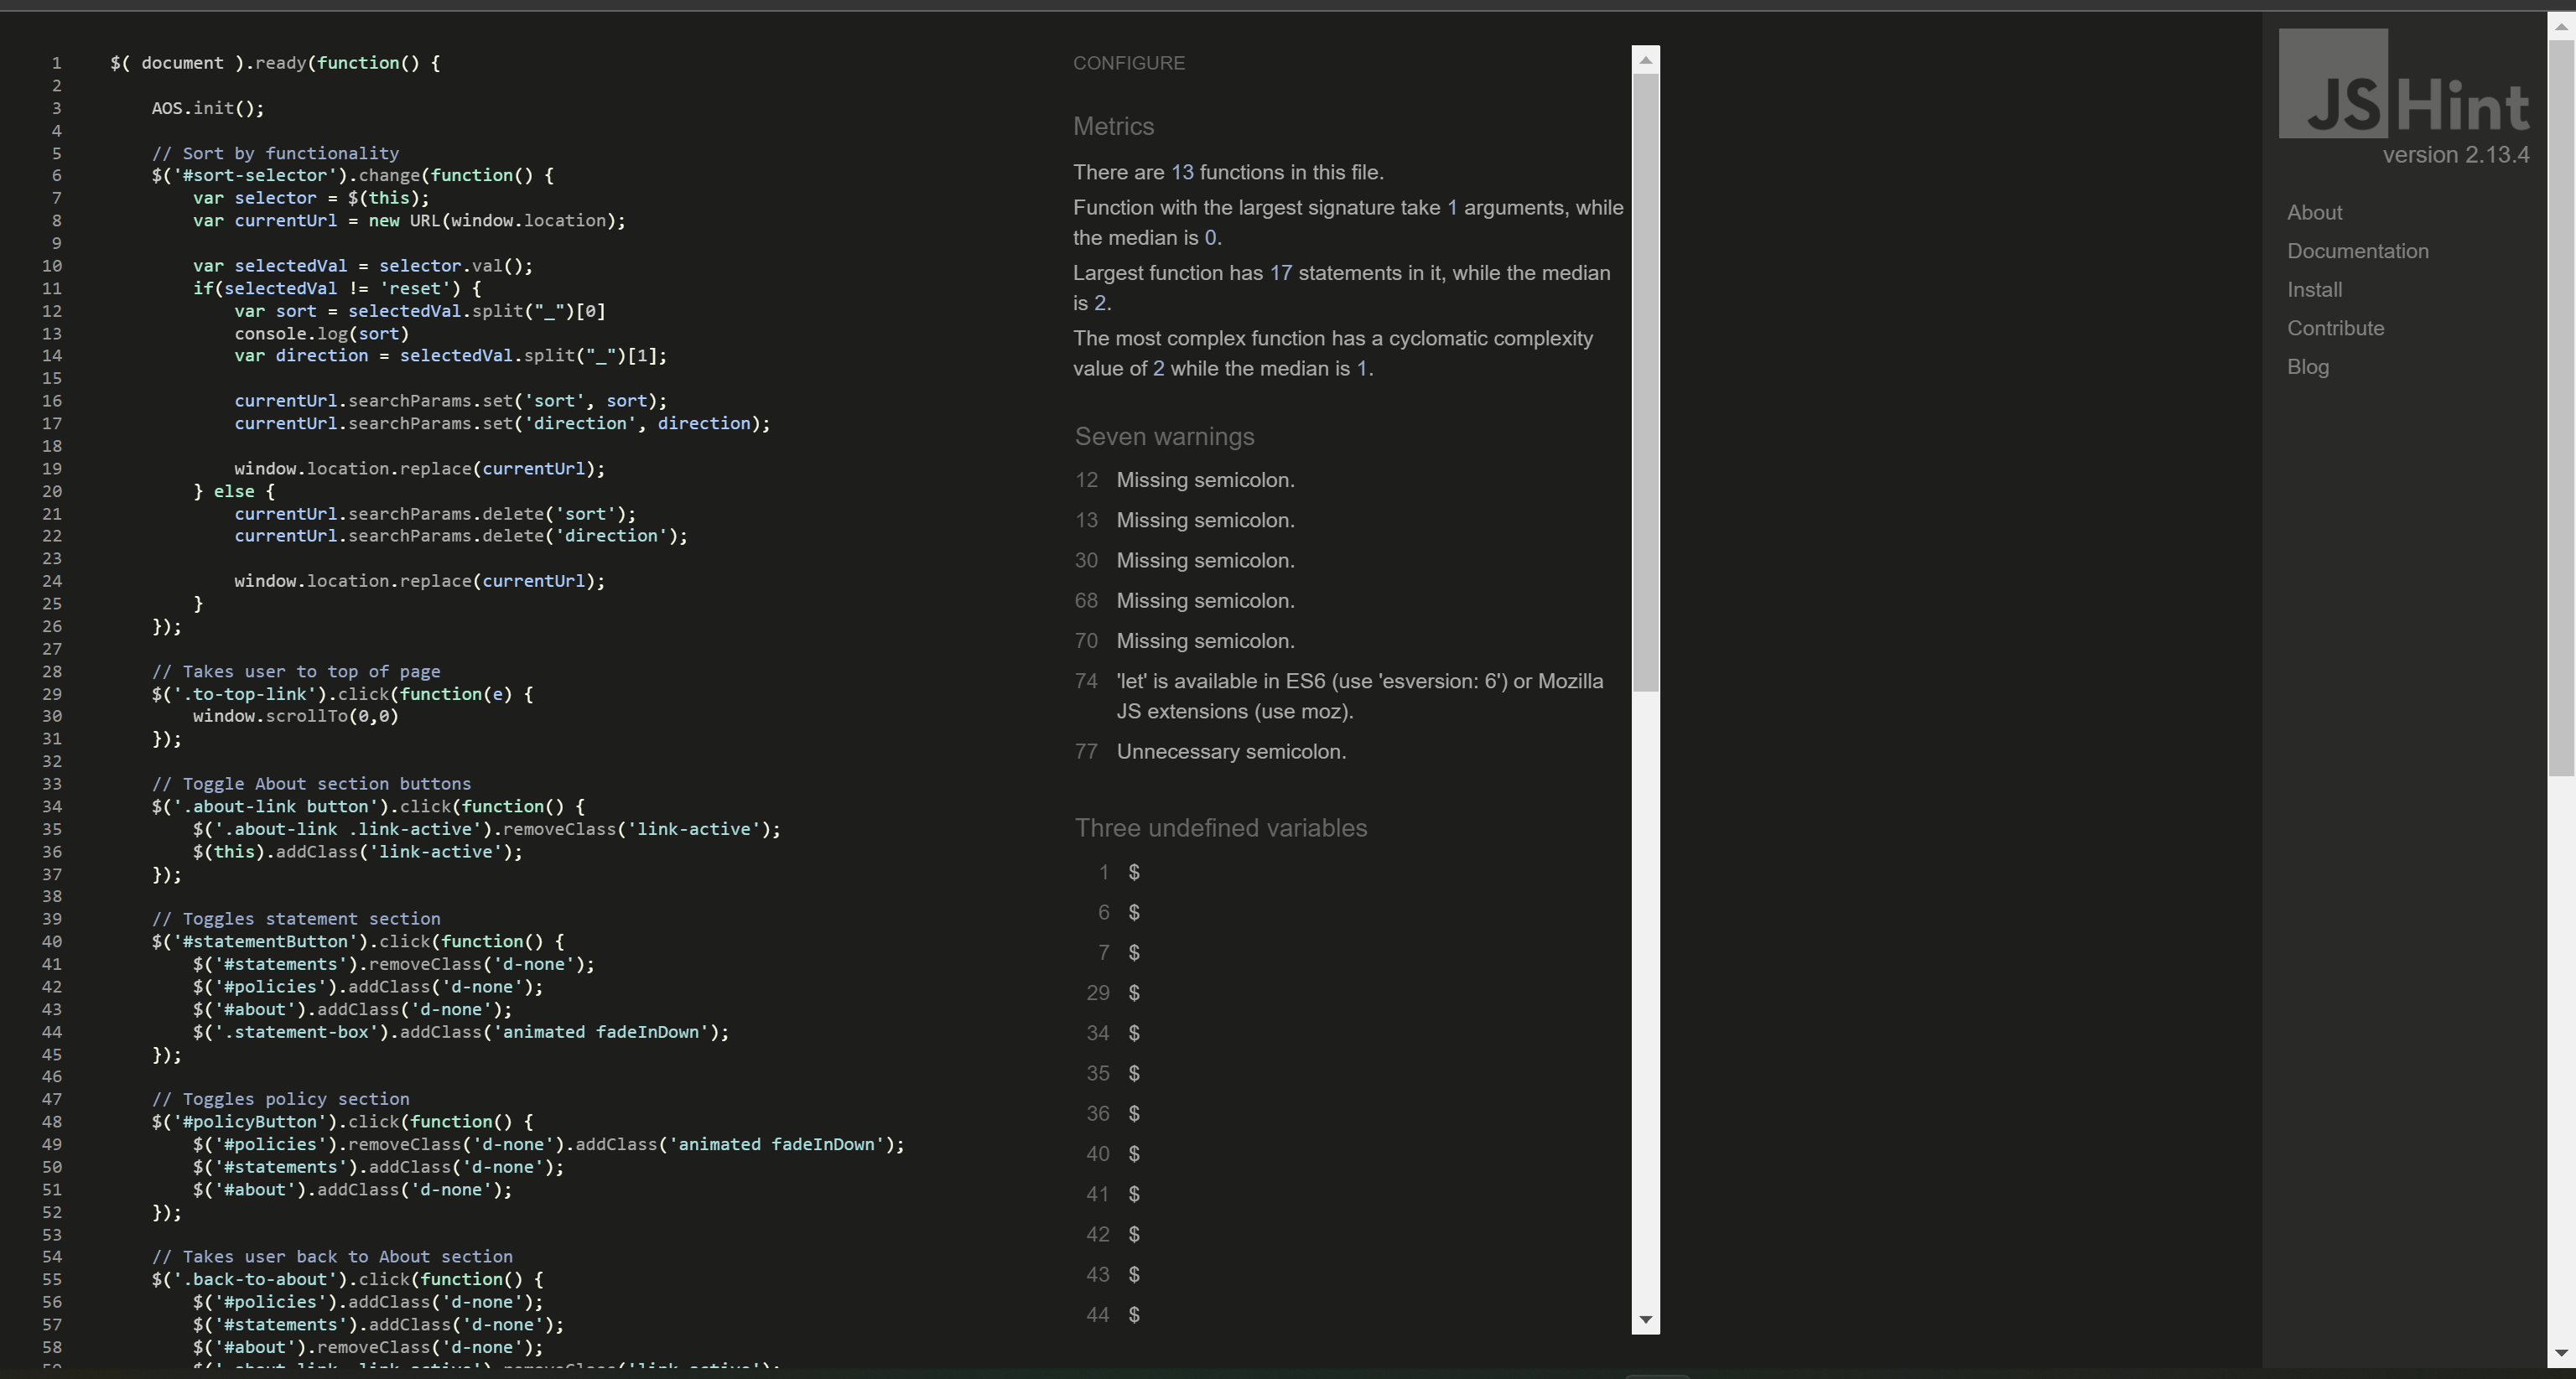 1 $( document ).ready(function() {
2
3 AOS.init();
4
5 // Sort by functionality
6 $('#sort-selector').change(function() {
7 var selector = $(this);
8 var currentUrl = new URL(window.location);
9
10 var selectedVal = selector.val();
11 if(selectedVal != 'reset') {
12 var sort = selectedVal.split("_")[0]
13 console.log(sort)
14 var direction = selectedVal.split("_")[1];
15
16 currentUrl.searchParams.set('sort', sort);
17 currentUrl.searchParams.set('direction', direction);
18
19 window.location.replace(currentUrl);
20 } else {
21 currentUrl.searchParams.delete('sort');
22 currentUrl.searchParams.delete('direction');
23
24 window.location.replace(currentUrl);
25 }
26 });
27
28 // Takes user to top of page
29 $('.to-top-link').click(function(e) {
30 window.scrollTo(0,0)
31 });
32
33 // Toggle About section buttons
34 $('.about-link button').click(function() {
35 $('.about-link .link-active').removeClass('link-active');
36 $(this).addClass('link-active');
37 });
38
39 // Toggles statement section
40 $('#statementButton').click(function() {
41 $('#statements').removeClass('d-none');
42 $('#policies').addClass('d-none');
43 $('#about').addClass('d-none');
44 $('.statement-box').addClass('animated fadeInDown');
45 });
46
47 // Toggles policy section
48 $('#policyButton').click(function() {
49 $('#policies').removeClass('d-none').addClass('animated fadeInDown');
50 $('#statements').addClass('d-none');
51 $('#about').addClass('d-none');
52 });
53
54 // Takes user back to About section
55 $('.back-to-about').click(function() {
56 $('#policies').addClass('d-none');
57 $('#statements').addClass('d-none');
58 $('#about').removeClass('d-none');
59 $('.about-link .link-active').removeClass('link-active');
CONFIGURE
Metrics
There are 13 functions in this file.
Function with the largest signature take 1 arguments, while
the median is 0.
Largest function has 17 statements in it, while the median
is 2.
The most complex function has a cyclomatic complexity
value of 2 while the median is 1.
Seven warnings
12 Missing semicolon.
13 Missing semicolon.
30 Missing semicolon.
68 Missing semicolon.
70 Missing semicolon.
74 'let' is available in ES6 (use 'esversion: 6') or Mozilla
JS extensions (use moz).
77 Unnecessary semicolon.
Three undefined variables
1 $
6 $
7 $
29 $
34 $
35 $
36 $
40 $
41 $
42 $
43 $
44 $
JSHint
version 2.13.4
About
Documentation
Install
Contribute
Blog